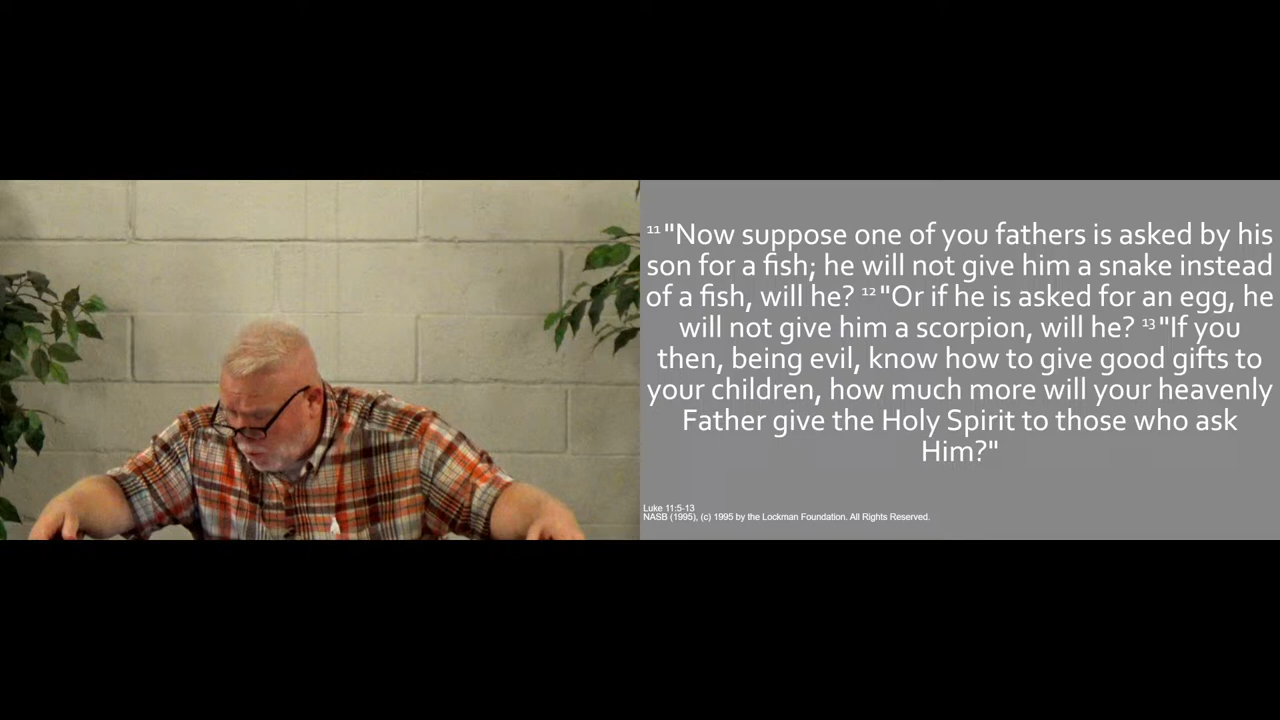 11 "Now suppose one of you fathers is asked by his
son for a fish; he will not give him a snake instead
of a fish, will he? 12 "Or if he is asked for an egg, he
will not give him a scorpion, will he? 13 "If you
then, being evil, know how to give good gifts to
your children, how much more will your heavenly
Father give the Holy Spirit to those who ask
Him?"
Luke 11:5-13
NASB (1995), (c) 1995 by the Lockman Foundation. All Rights Reserved.